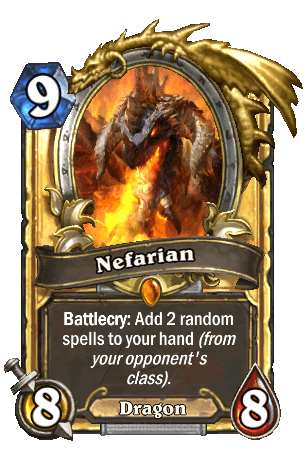 9
Nefarian
Battlecry: Add 2 random
spells to your hand (from
your opponent's
class).
8
Dragon
8